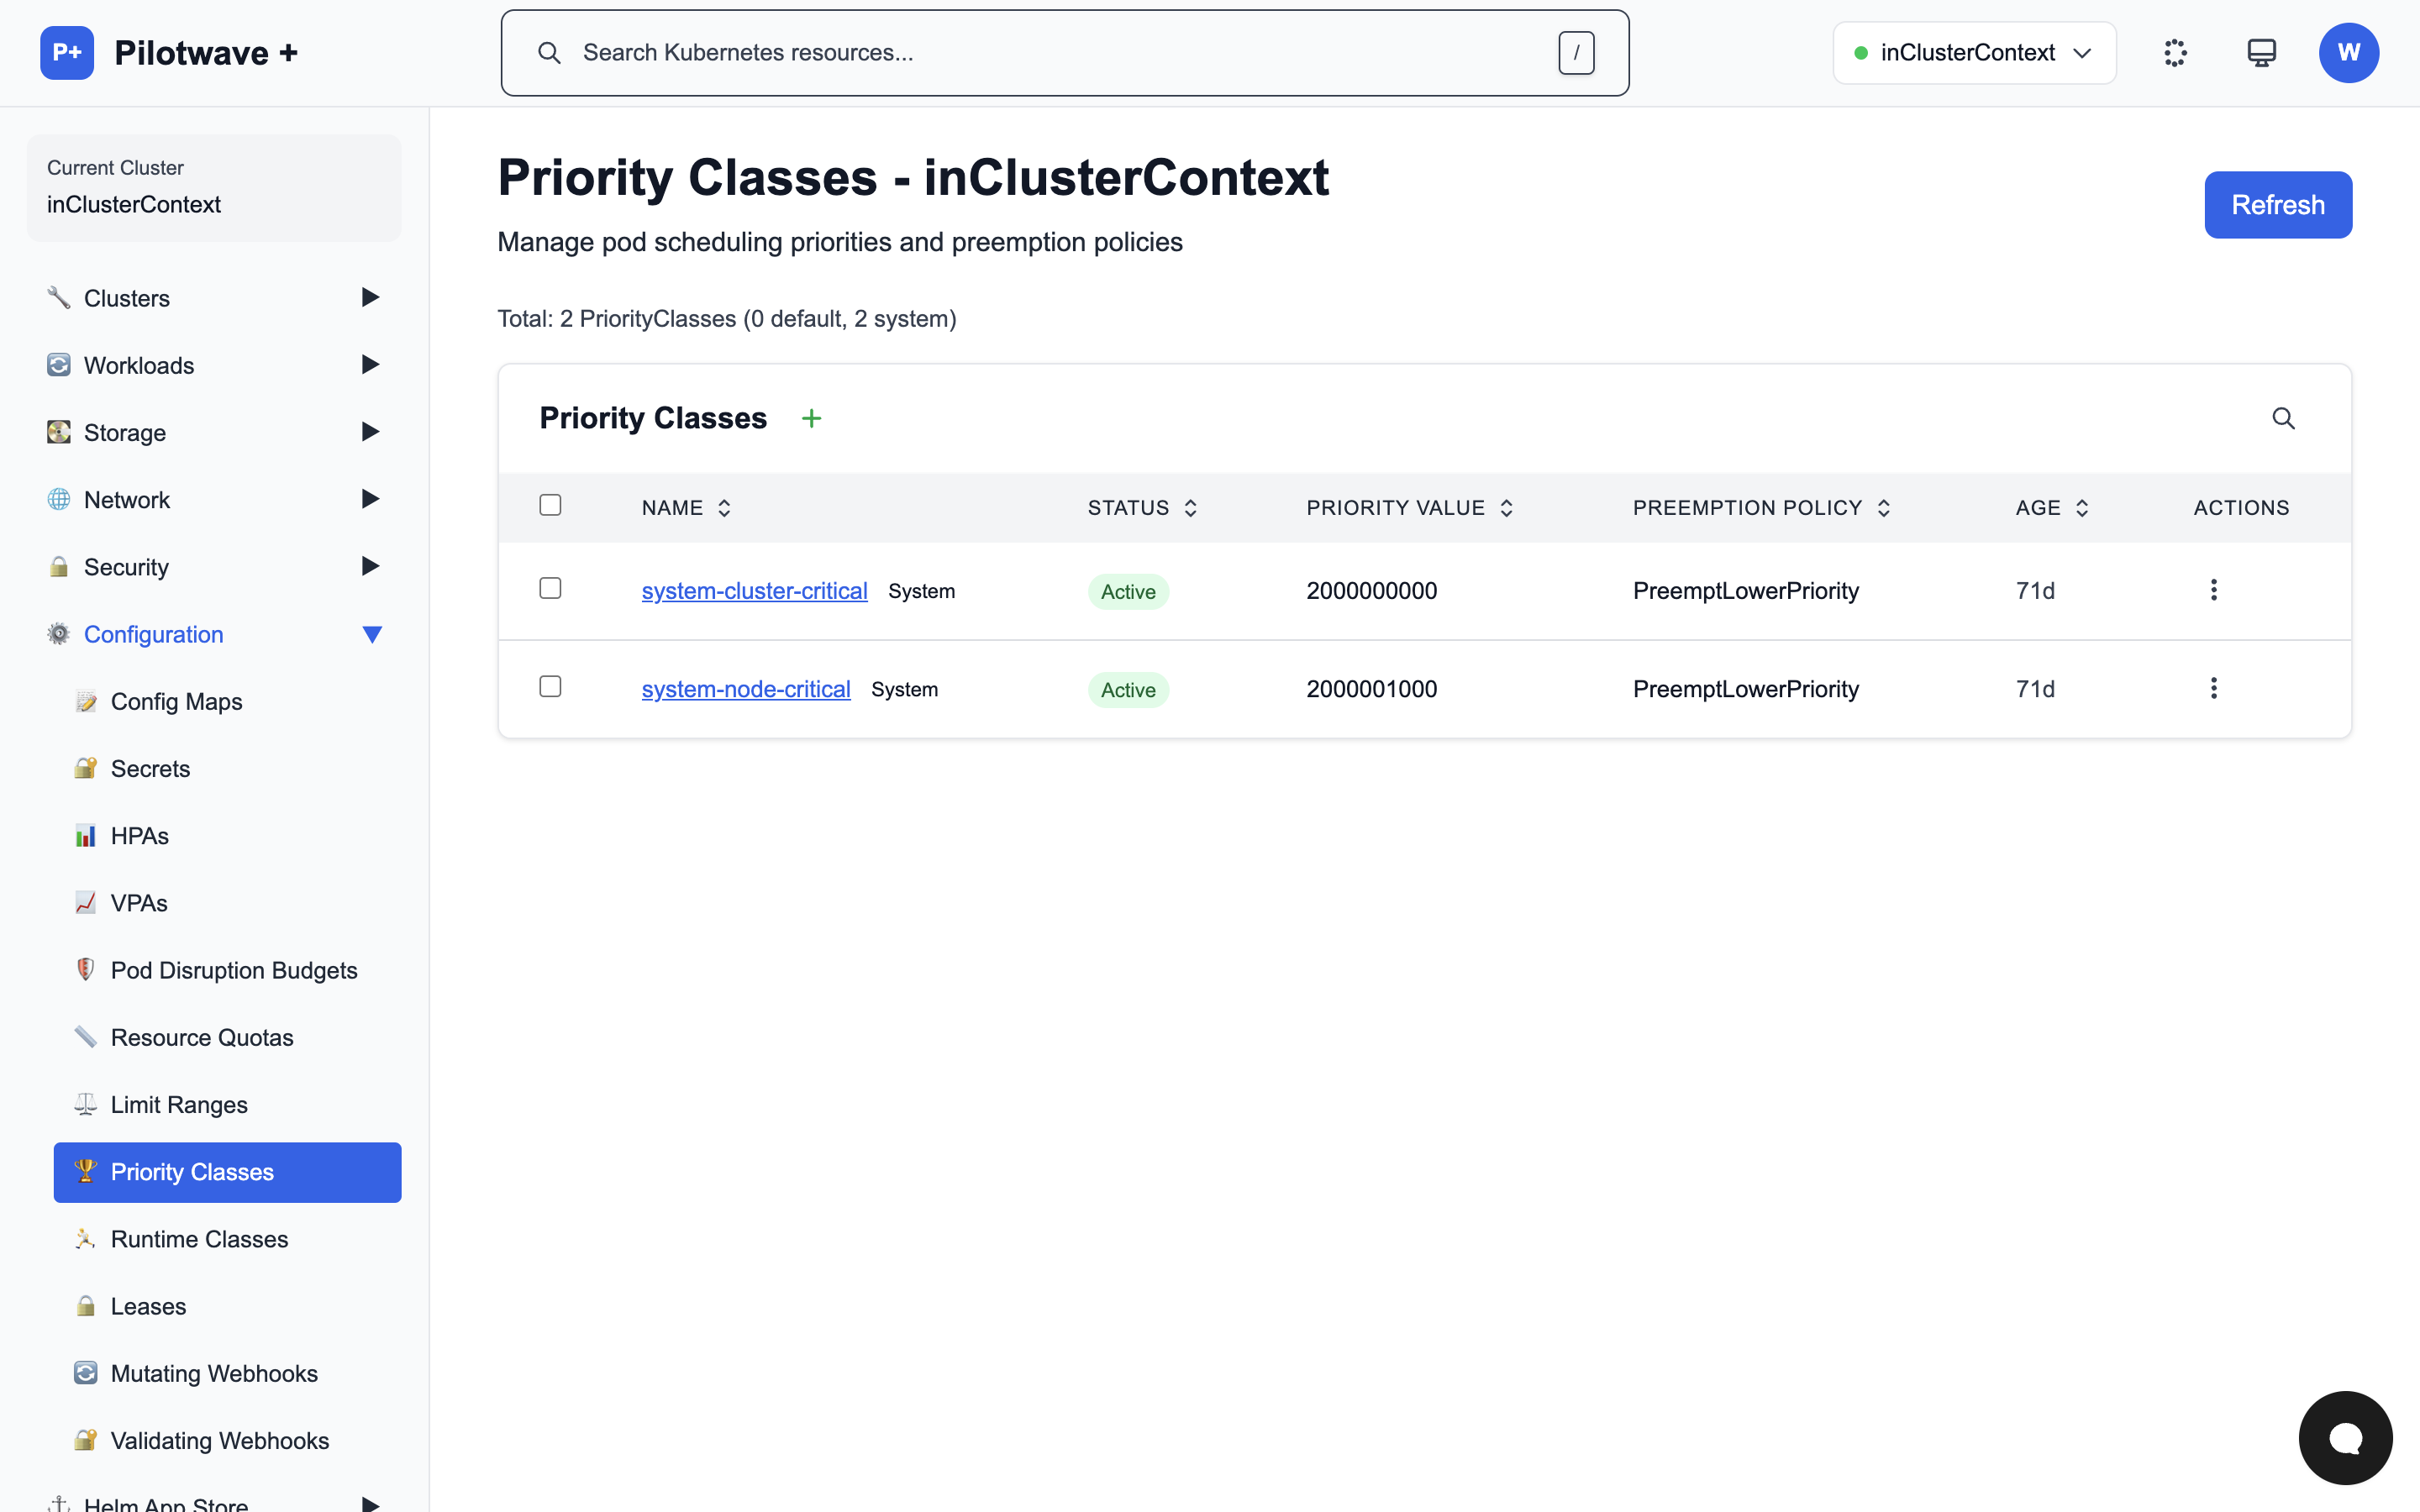 P+ Pilotwave +
Search Kubernetes resources... /
inClusterContext
W
Current Cluster
inClusterContext
Clusters
Workloads
Storage
Network
Security
Configuration
Config Maps
Secrets
HPAs
VPAs
Pod Disruption Budgets
Resource Quotas
Limit Ranges
Priority Classes
Runtime Classes
Leases
Mutating Webhooks
Validating Webhooks
Helm App Store
Priority Classes - inClusterContext
Manage pod scheduling priorities and preemption policies
Refresh
Total: 2 PriorityClasses (0 default, 2 system)
Priority Classes +
NAME STATUS PRIORITY VALUE PREEMPTION POLICY AGE ACTIONS
system-cluster-critical System Active 2000000000 PreemptLowerPriority 71d
system-node-critical System Active 2000001000 PreemptLowerPriority 71d